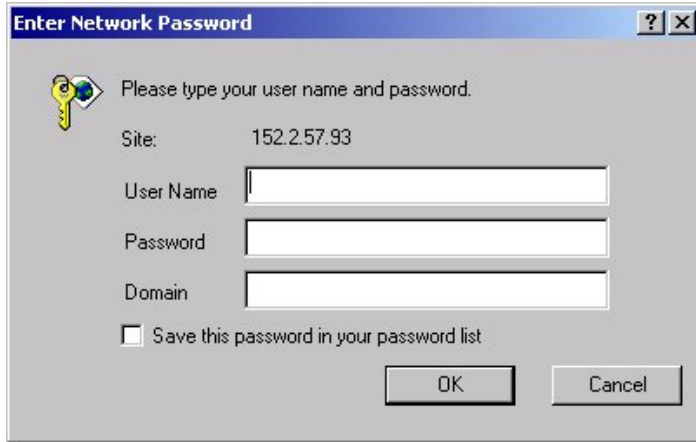 Enter Network Password
Please type your user name and password.
Site: 152.2.57.93
User Name
Password
Domain
Save this password in your password list
OK Cancel